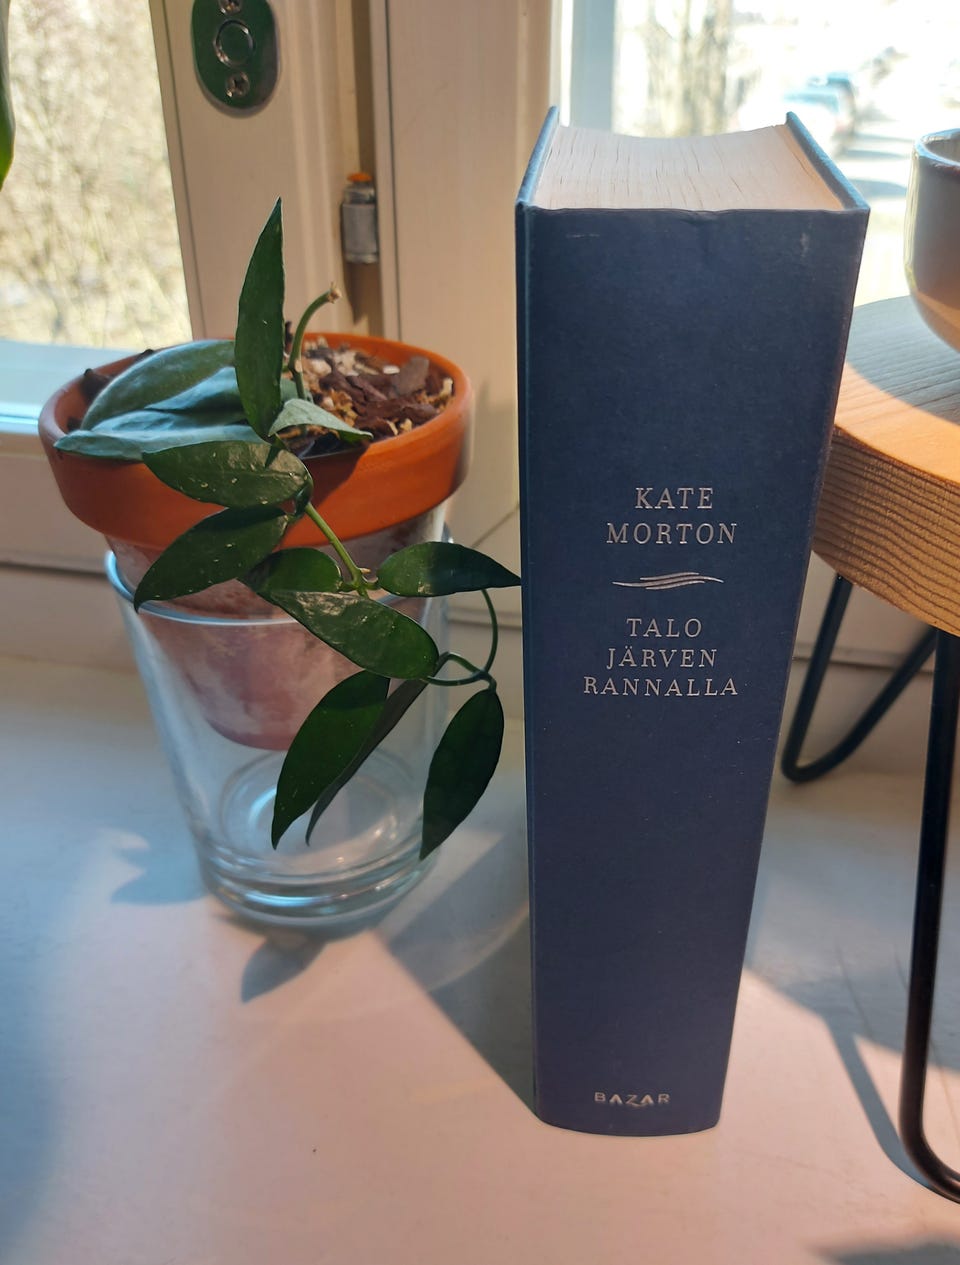 KATE
MORTON
TALO
JÄRVEN
RANNALLA
BAZAR